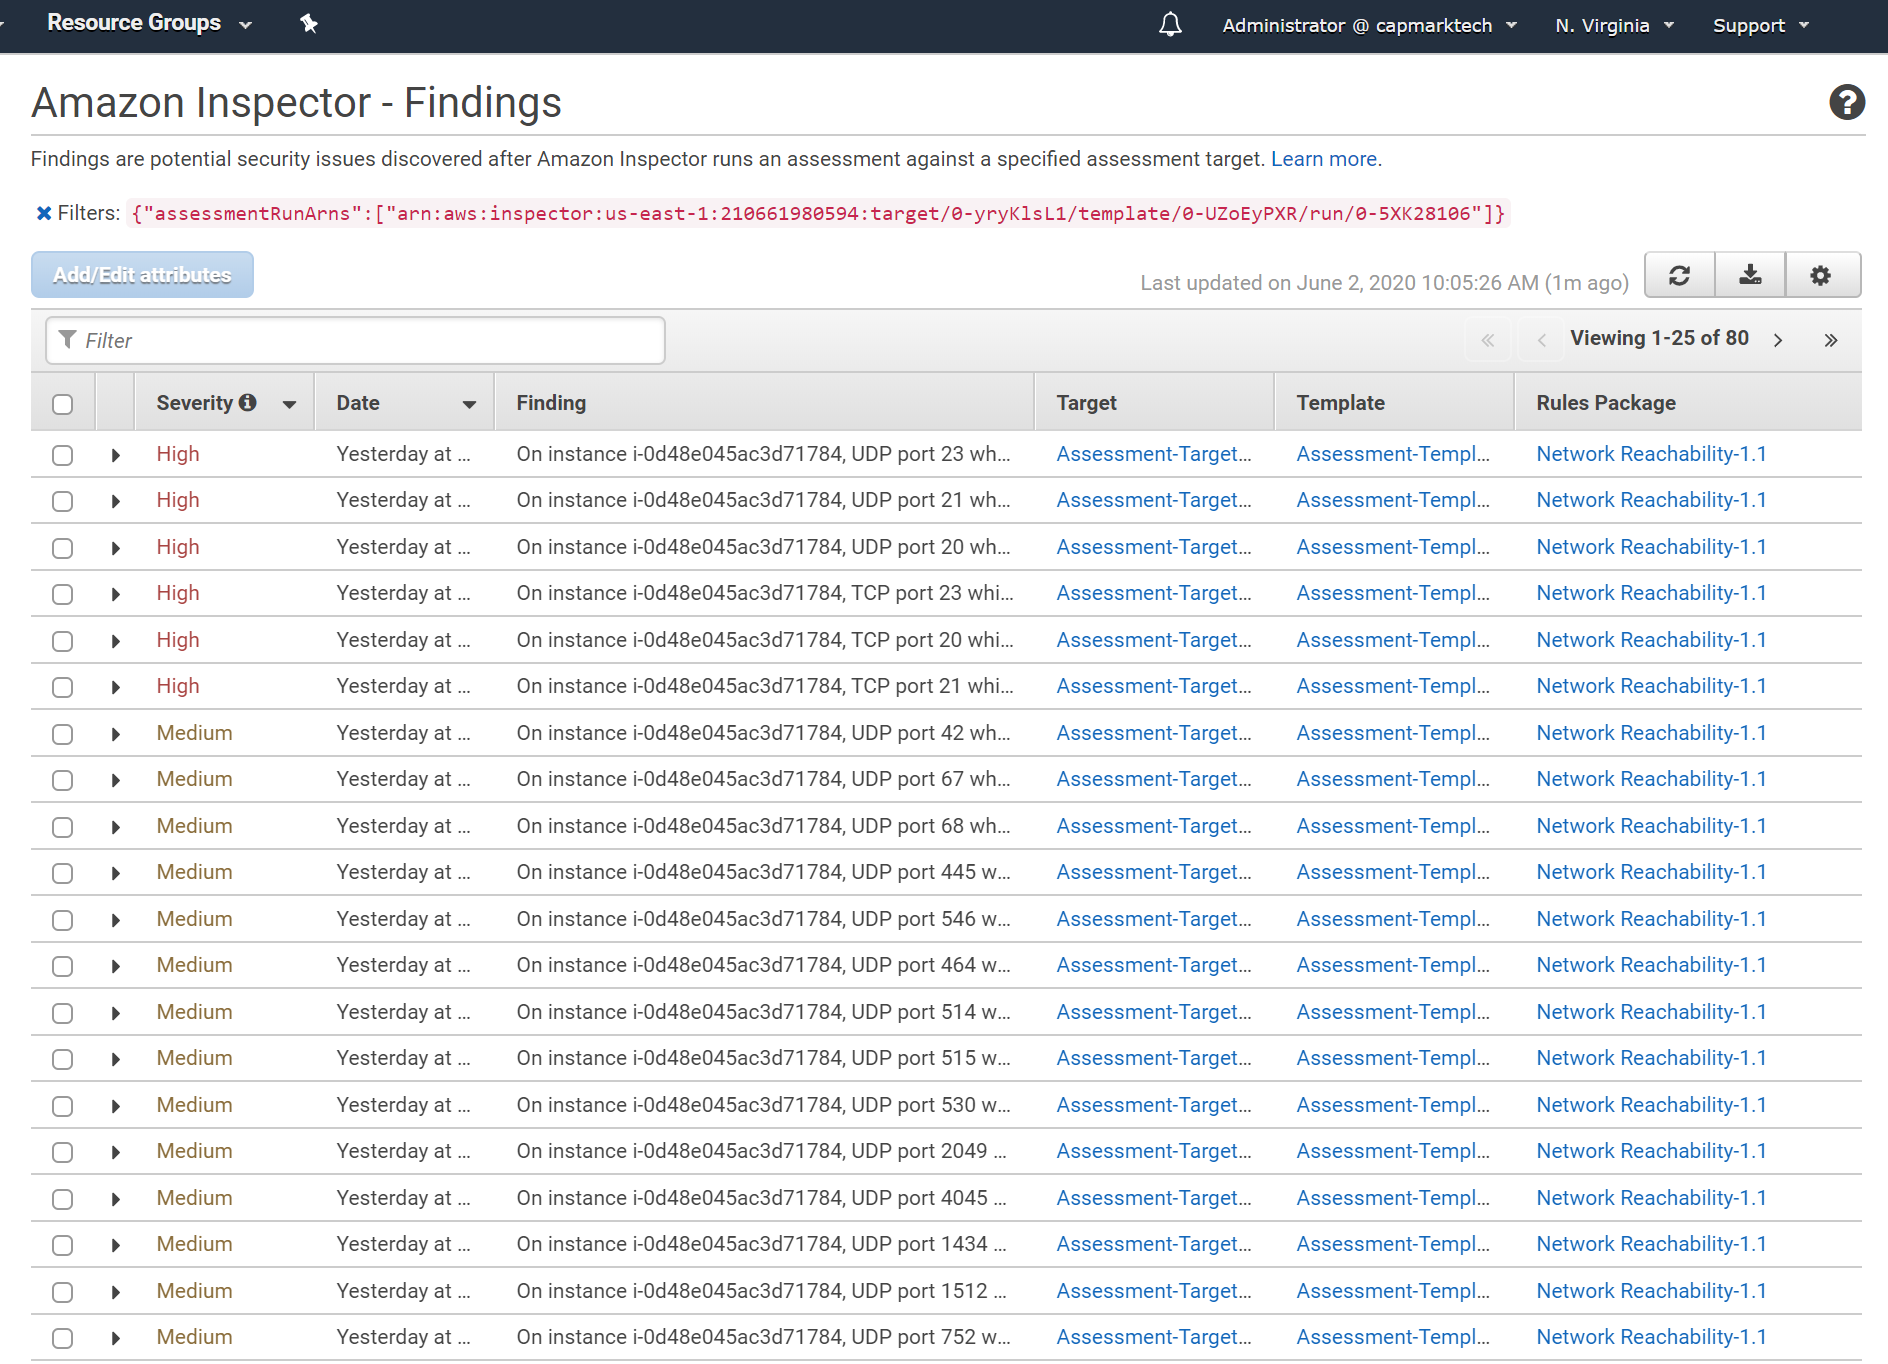 Resource Groups Administrator @ capmarktech N. Virginia Support
Amazon Inspector - Findings
Findings are potential security issues discovered after Amazon Inspector runs an assessment against a specified assessment target. Learn more.
Filters: {"assessmentRunArns":["arn:aws:inspector:us-east-1:210661980594:target/0-yryKlsL1/template/0-UZoEyPXR/run/0-5XK28106"]}
Add/Edit attributes Last updated on June 2, 2020 10:05:26 AM (1m ago)
Filter « ‹ Viewing 1-25 of 80 › »
Severity Date Finding Target Template Rules Package
High Yesterday at ... On instance i-0d48e045ac3d71784, UDP port 23 wh... Assessment-Target... Assessment-Templ... Network Reachability-1.1
High Yesterday at ... On instance i-0d48e045ac3d71784, UDP port 21 wh... Assessment-Target... Assessment-Templ... Network Reachability-1.1
High Yesterday at ... On instance i-0d48e045ac3d71784, UDP port 20 wh... Assessment-Target... Assessment-Templ... Network Reachability-1.1
High Yesterday at ... On instance i-0d48e045ac3d71784, TCP port 23 whi... Assessment-Target... Assessment-Templ... Network Reachability-1.1
High Yesterday at ... On instance i-0d48e045ac3d71784, TCP port 20 whi... Assessment-Target... Assessment-Templ... Network Reachability-1.1
High Yesterday at ... On instance i-0d48e045ac3d71784, TCP port 21 whi... Assessment-Target... Assessment-Templ... Network Reachability-1.1
Medium Yesterday at ... On instance i-0d48e045ac3d71784, UDP port 42 wh... Assessment-Target... Assessment-Templ... Network Reachability-1.1
Medium Yesterday at ... On instance i-0d48e045ac3d71784, UDP port 67 wh... Assessment-Target... Assessment-Templ... Network Reachability-1.1
Medium Yesterday at ... On instance i-0d48e045ac3d71784, UDP port 68 wh... Assessment-Target... Assessment-Templ... Network Reachability-1.1
Medium Yesterday at ... On instance i-0d48e045ac3d71784, UDP port 445 w... Assessment-Target... Assessment-Templ... Network Reachability-1.1
Medium Yesterday at ... On instance i-0d48e045ac3d71784, UDP port 546 w... Assessment-Target... Assessment-Templ... Network Reachability-1.1
Medium Yesterday at ... On instance i-0d48e045ac3d71784, UDP port 464 w... Assessment-Target... Assessment-Templ... Network Reachability-1.1
Medium Yesterday at ... On instance i-0d48e045ac3d71784, UDP port 514 w... Assessment-Target... Assessment-Templ... Network Reachability-1.1
Medium Yesterday at ... On instance i-0d48e045ac3d71784, UDP port 515 w... Assessment-Target... Assessment-Templ... Network Reachability-1.1
Medium Yesterday at ... On instance i-0d48e045ac3d71784, UDP port 530 w... Assessment-Target... Assessment-Templ... Network Reachability-1.1
Medium Yesterday at ... On instance i-0d48e045ac3d71784, UDP port 2049 ... Assessment-Target... Assessment-Templ... Network Reachability-1.1
Medium Yesterday at ... On instance i-0d48e045ac3d71784, UDP port 4045 ... Assessment-Target... Assessment-Templ... Network Reachability-1.1
Medium Yesterday at ... On instance i-0d48e045ac3d71784, UDP port 1434 ... Assessment-Target... Assessment-Templ... Network Reachability-1.1
Medium Yesterday at ... On instance i-0d48e045ac3d71784, UDP port 1512 ... Assessment-Target... Assessment-Templ... Network Reachability-1.1
Medium Yesterday at ... On instance i-0d48e045ac3d71784, UDP port 752 w... Assessment-Target... Assessment-Templ... Network Reachability-1.1